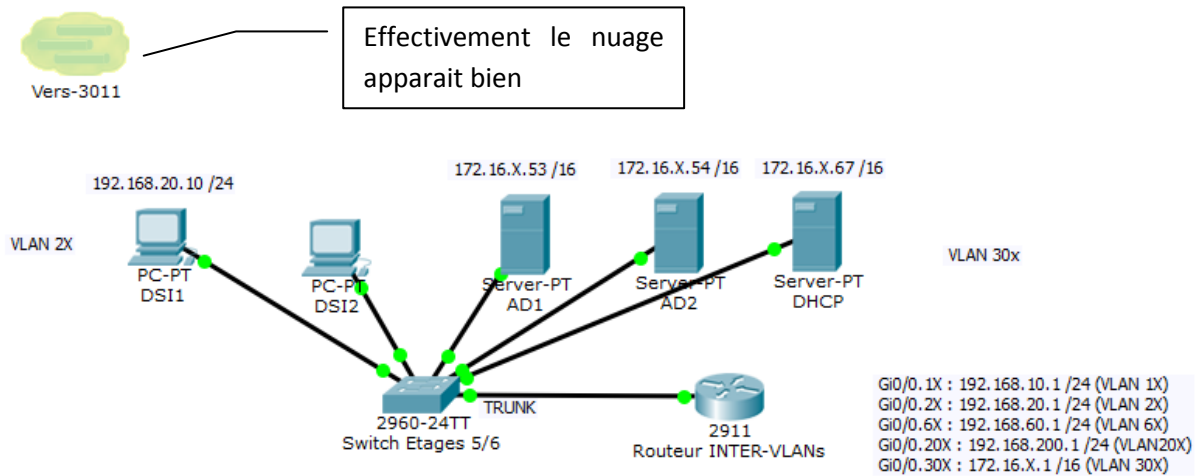 Effectivement le nuage
apparait bien
Vers-3011
192.168.20.10 /24
172.16.X.53 /16
172.16.X.54 /16
172.16.X.67 /16
VLAN 2X
VLAN 30x
PC-PT
DSI1
PC-PT
DSI2
Server-PT
AD1
Server-PT
AD2
Server-PT
DHCP
TRUNK
2960-24TT
Switch Etages 5/6
2911
Routeur INTER-VLANs
Gi0/0.1X : 192.168.10.1 /24 (VLAN 1X)
Gi0/0.2X : 192.168.20.1 /24 (VLAN 2X)
Gi0/0.6X : 192.168.60.1 /24 (VLAN 6X)
Gi0/0.20X : 192.168.200.1 /24 (VLAN20X)
Gi0/0.30X : 172.16.X.1 /16 (VLAN 30X)